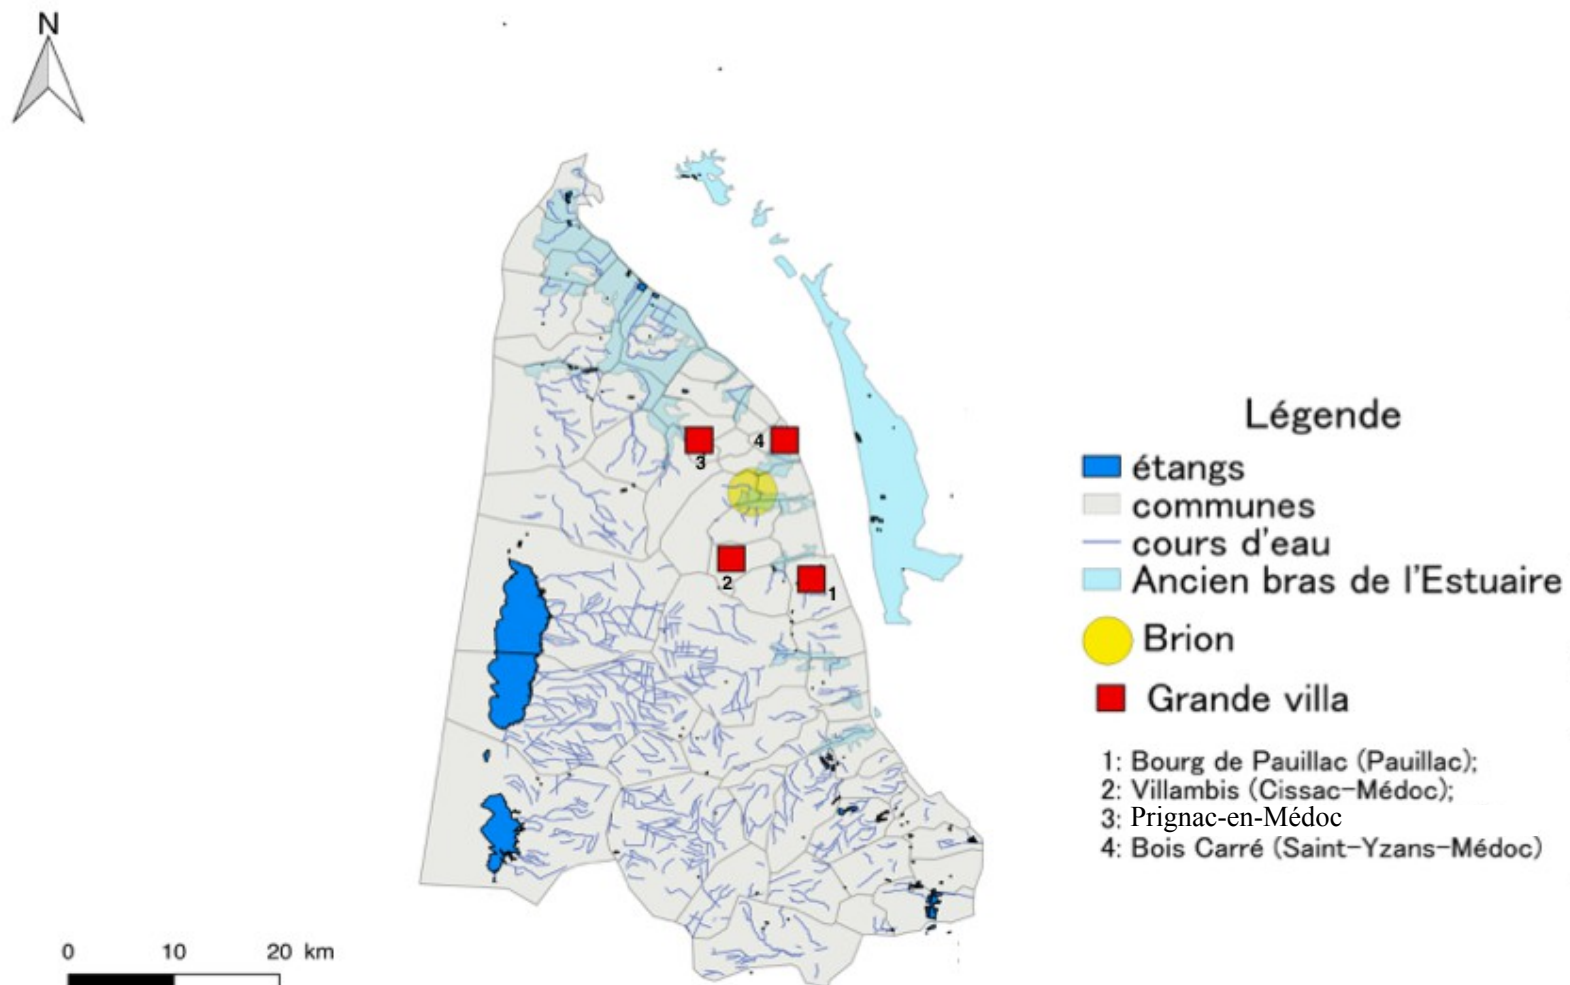 N
3
4
2
1
Légende
étangs
communes
cours d'eau
Ancien bras de l'Estuaire
Brion
Grande villa
1: Bourg de Pauillac (Pauillac);
2: Villambis (Cissac-Médoc);
3: Prignac-en-Médoc
4: Bois Carré (Saint-Yzans-Médoc)
0 10 20 km